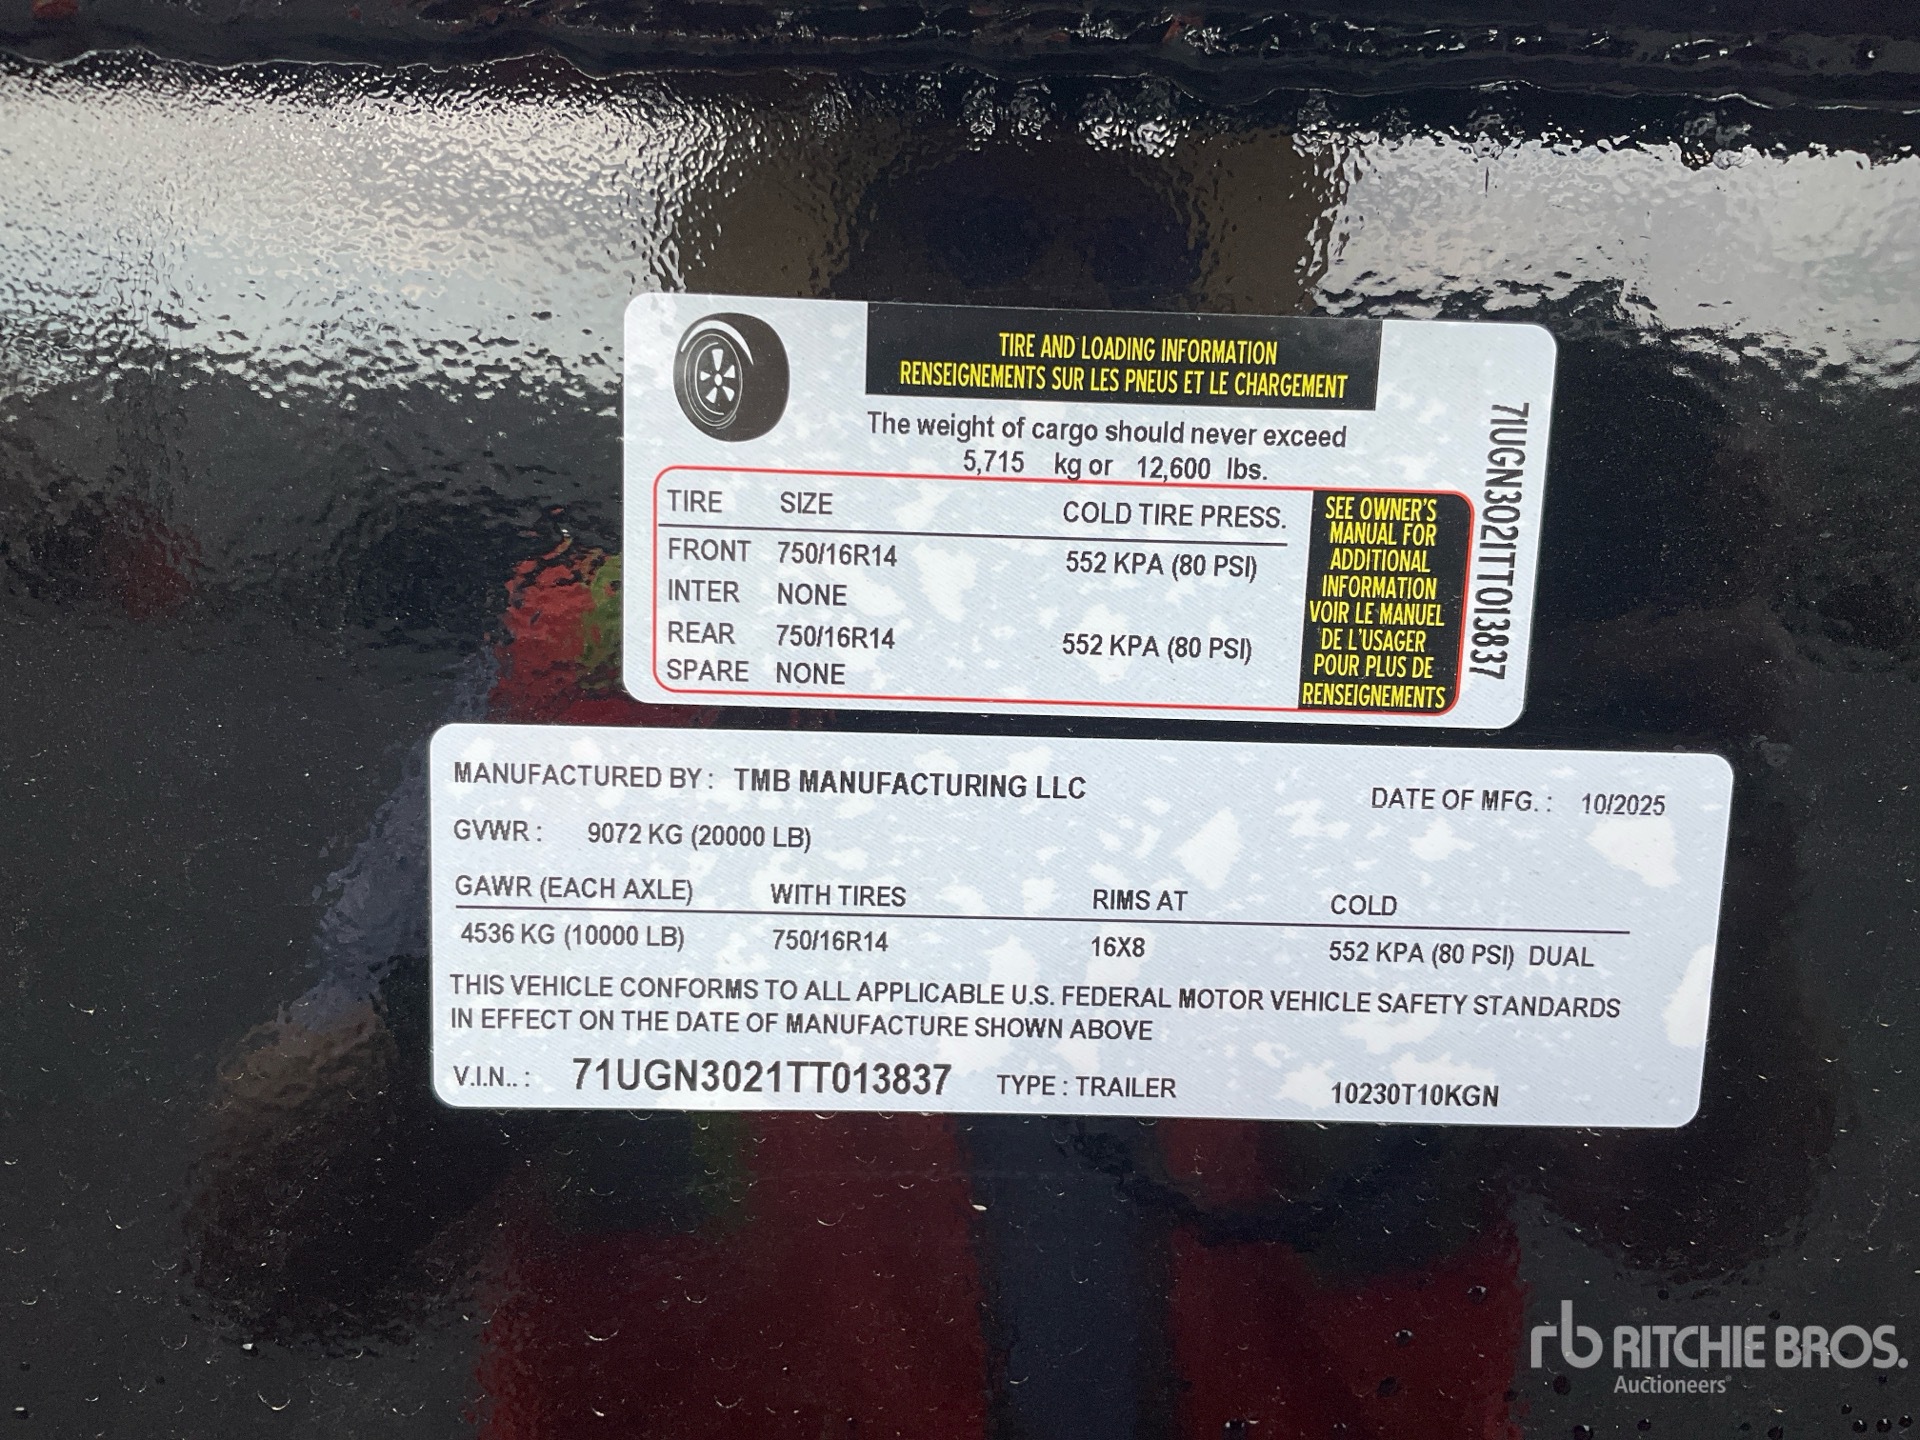 TIRE AND LOADING INFORMATION
RENSEIGNEMENTS SUR LES PNEUS ET LE CHARGEMENT
The weight of cargo should never exceed
5,715 kg or 12,600 lbs.
TIRE SIZE COLD TIRE PRESS.
FRONT 750/16R14 552 KPA (80 PSI)
INTER NONE
REAR 750/16R14 552 KPA (80 PSI)
SPARE NONE
SEE OWNER'S
MANUAL FOR
ADDITIONAL
INFORMATION
VOIR LE MANUEL
DE L'USAGER
POUR PLUS DE
RENSEIGNEMENTS
71UGN3021TT013837
MANUFACTURED BY : TMB MANUFACTURING LLC DATE OF MFG. : 10/2025
GVWR : 9072 KG (20000 LB)
GAWR (EACH AXLE) WITH TIRES RIMS AT COLD
4536 KG (10000 LB) 750/16R14 16X8 552 KPA (80 PSI) DUAL
THIS VEHICLE CONFORMS TO ALL APPLICABLE U.S. FEDERAL MOTOR VEHICLE SAFETY STANDARDS
IN EFFECT ON THE DATE OF MANUFACTURE SHOWN ABOVE
V.I.N.. : 71UGN3021TT013837 TYPE : TRAILER 10230T10KGN
rb RITCHIE BROS.
Auctioneers